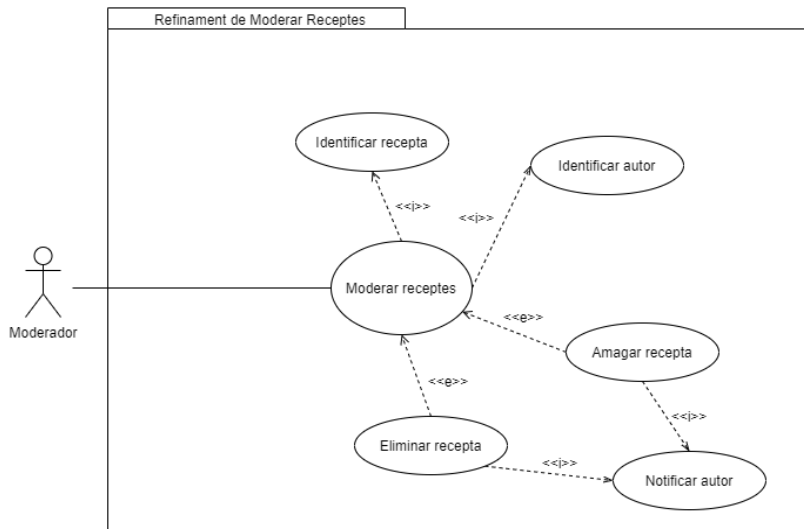 Refinament de Moderar Receptes
Identificar recepta
Identificar autor
<<i>>
<<i>>
Moderar receptes
Moderador
<<e>>
Amagar recepta
<<e>>
<<i>>
Eliminar recepta
<<i>>
Notificar autor